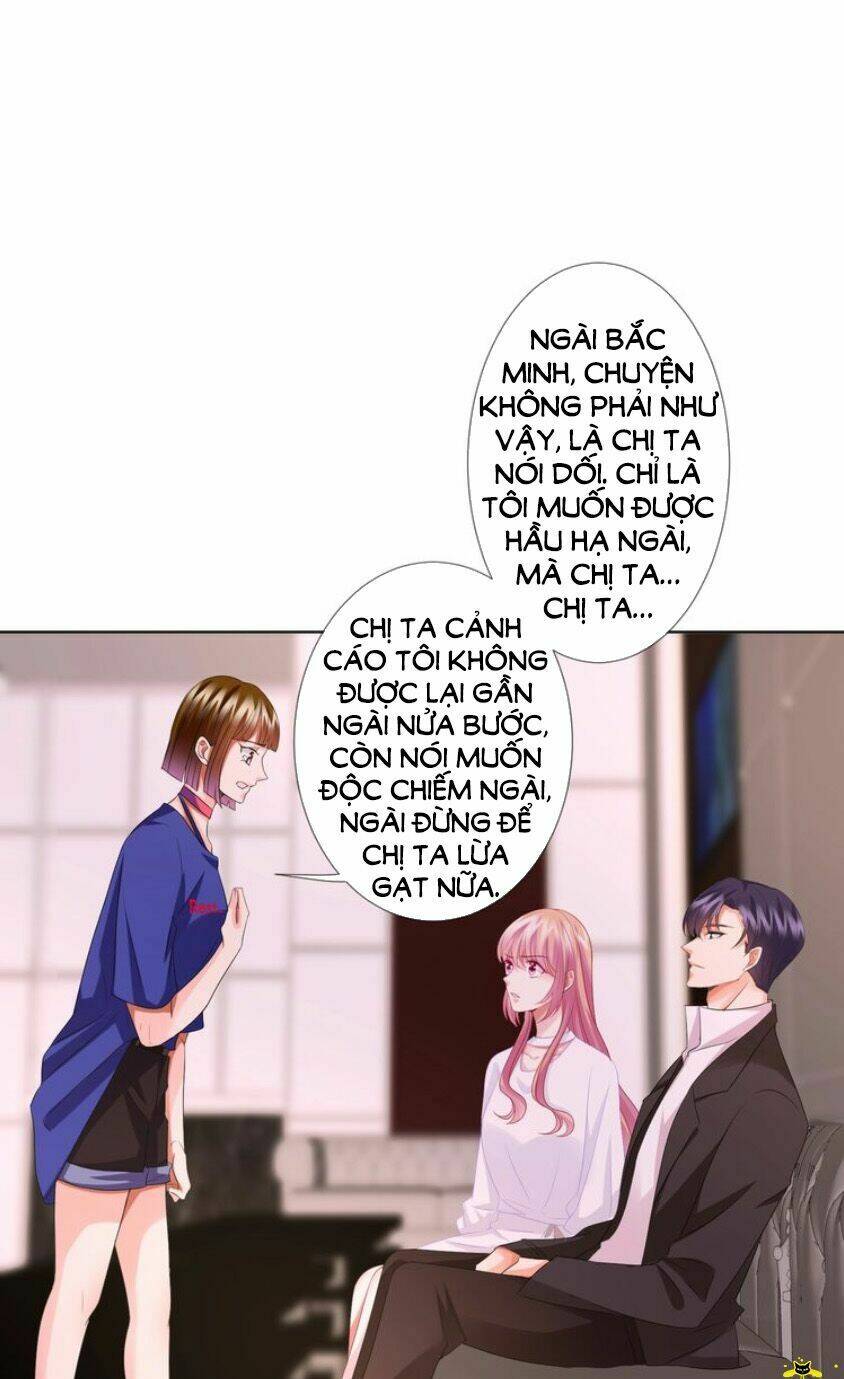 NGÀI BẮC
MINH, CHUYỆN
KHÔNG PHẢI NHƯ
VẬY, LÀ CHỊ TA
NÓI DỐI. CHỈ LÀ
TÔI MUỐN ĐƯỢC
HẦU HẠ NGÀI,
MÀ CHỊ TA...
CHỊ TA...
CHỊ TA CẢNH
CÁO TÔI KHÔNG
ĐƯỢC LẠI GẦN
NGÀI NỬA BƯỚC,
CÒN NÓI MUỐN
ĐỘC CHIẾM NGÀI,
NGÀI ĐỪNG ĐỂ
CHỊ TA LỪA
GẠT NỮA.